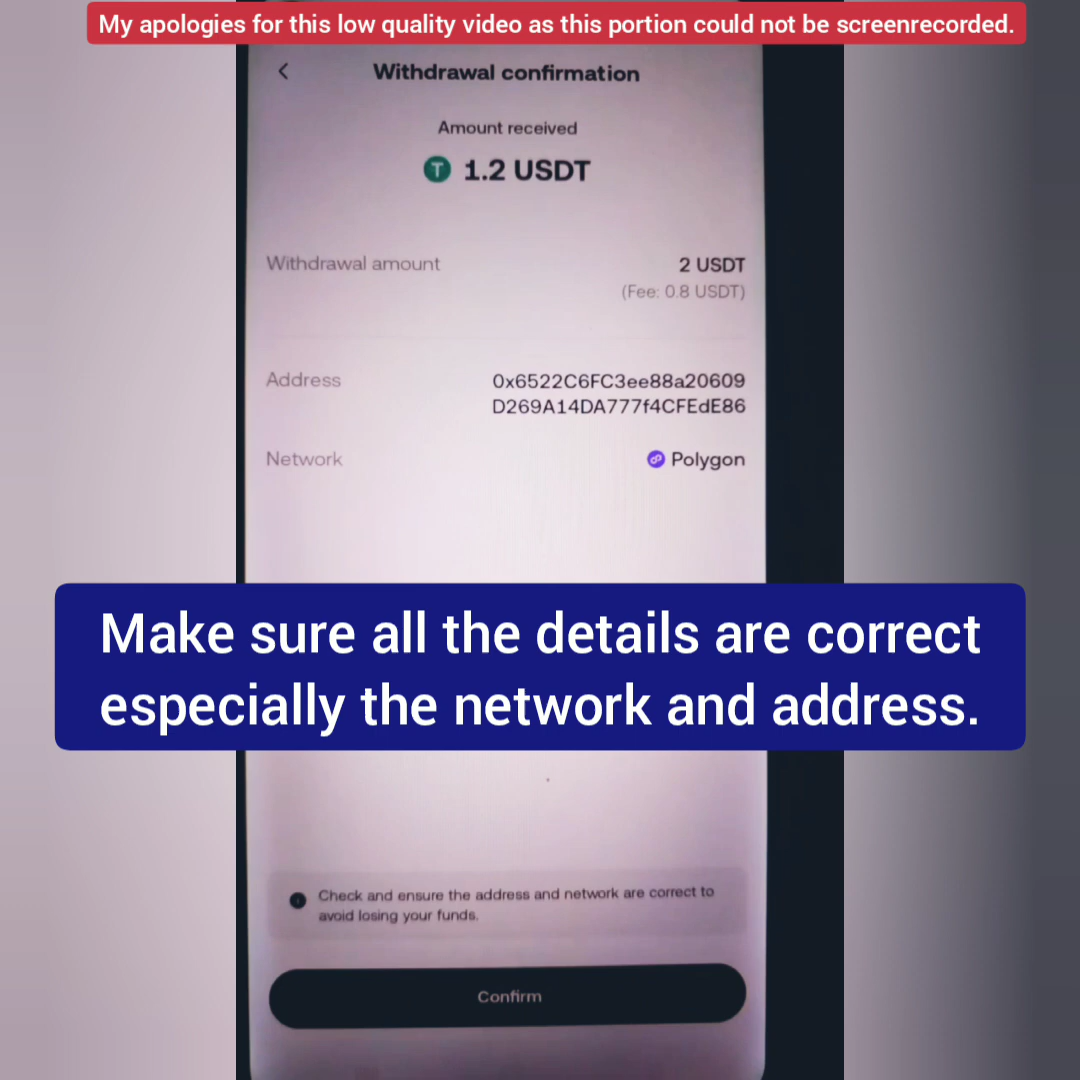 My apologies for this low quality video as this portion could not be screenrecorded.
Withdrawal confirmation
Amount received
1.2 USDT
Withdrawal amount
2 USDT
(Fee: 0.8 USDT)
Address
0x6522C6FC3ee88a20609
D269A14DA777f4CFEdE86
Network
Polygon
Make sure all the details are correct
especially the network and address.
Check and ensure the address and network are correct to
avoid losing your funds.
Confirm